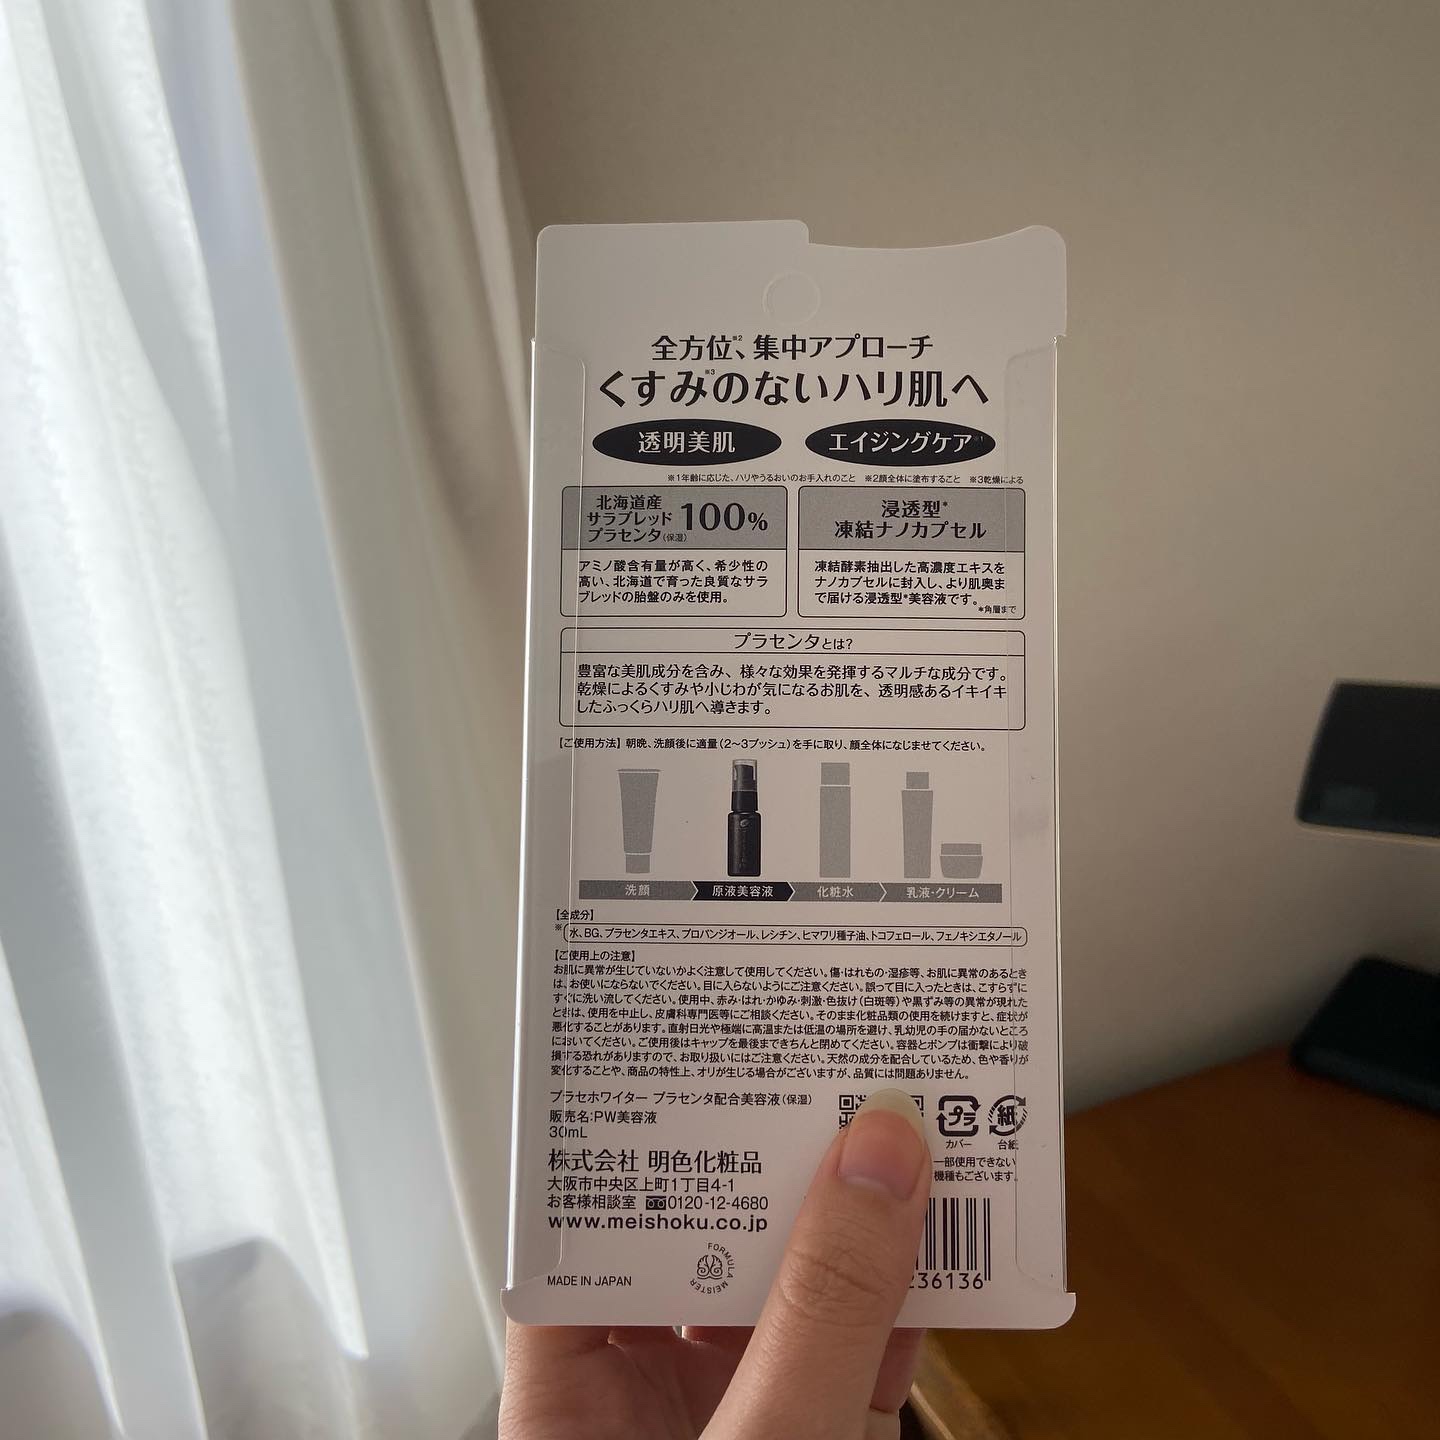 全方位※2、集中アプローチ
くすみ※3のないハリ肌へ
透明美肌 エイジングケア※1
※1年齢に応じた、ハリやうるおいのお手入れのこと ※2顔全体に塗布すること ※3乾燥による
北海道産
サラブレッド
プラセンタ(保湿)
100%
アミノ酸含有量が高く、希少性の
高い、北海道で育った良質なサラ
ブレッドの胎盤のみを使用。
浸透型*
凍結ナノカプセル
凍結酵素抽出した高濃度エキスを
ナノカプセルに封入し、より肌奥ま
で届ける浸透型*美容液です。
*角層まで
プラセンタとは?
豊富な美肌成分を含み、様々な効果を発揮するマルチな成分です。
乾燥によるくすみや小じわが気になるお肌を、透明感あるイキイキ
したふっくらハリ肌へ導きます。
【ご使用方法】朝晩、洗顔後に適量(2〜3プッシュ)を手に取り、顔全体になじませてください。
洗顔 原液美容液 化粧水 乳液・クリーム
【全成分】
※水、BG、プラセンタエキス、プロパンジオール、レシチン、ヒマワリ種子油、トコフェロール、フェノキシエタノール
【ご使用上の注意】
お肌に異常が生じていないかよく注意して使用してください。傷・はれもの・湿疹等、お肌に異常のあるとき
は、お使いにならないでください。目に入らないようにご注意ください。誤って目に入ったときは、こすらずに
すぐに洗い流してください。使用中、赤み・はれ・かゆみ・刺激・色抜け(白斑等)や黒ずみ等の異常が現れた
ときは、使用を中止し、皮膚科専門医等にご相談ください。そのまま化粧品類の使用を続けますと、症状が
悪化することがあります。直射日光や極端に高温または低温の場所を避け、乳幼児の手の届かないところ
においてください。ご使用後はキャップを最後まできちんと閉めてください。容器とポンプは衝撃により破
損する恐れがありますので、お取り扱いにはご注意ください。天然の成分を配合しているため、色や香りが
変化することや、商品の特性上、オリが生じる場合がございますが、品質には問題ありません。
プラセホワイター プラセンタ配合美容液(保湿)
販売名:PW美容液
30mL
株式会社 明色化粧品
大阪市中央区上町1丁目4-1
お客様相談室 0120-12-4680
www.meishoku.co.jp
プラ
カバー
紙
台紙
一部使用できない
機種もございます。
MADE IN JAPAN
FORMULA MEISTER
236136